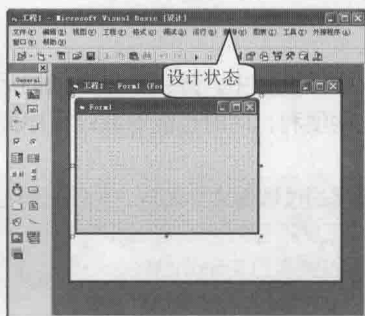 工程1 - Microsoft Visual Basic [设计]
文件(F) 编辑(E) 视图(V) 工程(P) 格式(O) 调试(D) 运行(R) 查询(U) 图表(I) 工具(T) 外接程序(A)
窗口(W) 帮助(H)
设计状态
General
工程1 - Form1 (Form)
Form1